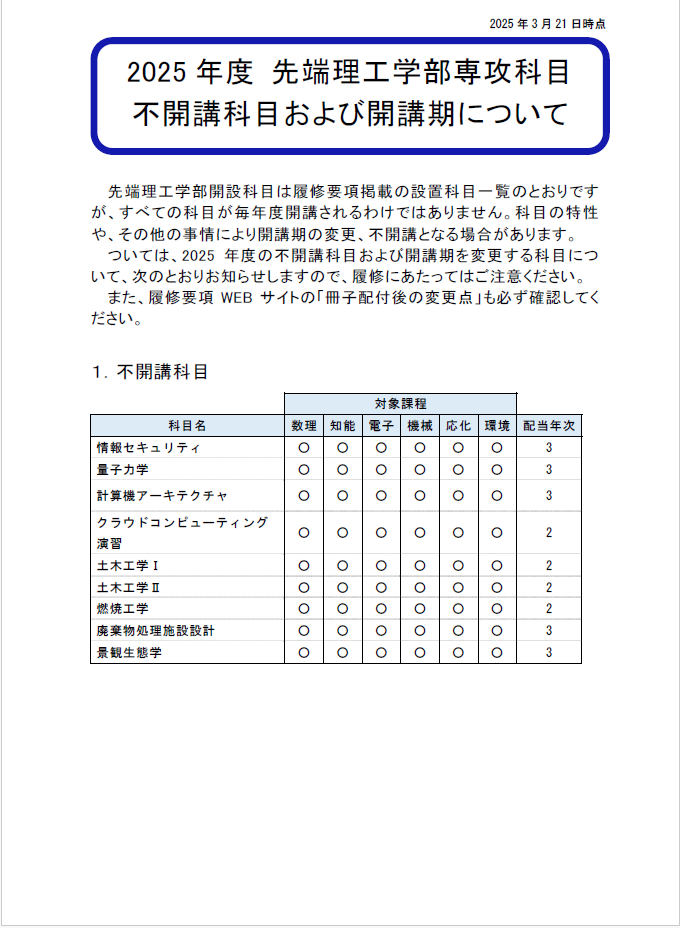 2025年3月21日時点
2025年度 先端理工学部専攻科目
不開講科目および開講期について
先端理工学部開設科目は履修要項掲載の設置科目一覧のとおりです
が、すべての科目が毎年度開講されるわけではありません。科目の特性
や、その他の事情により開講期の変更、不開講となる場合があります。
ついては、2025 年度の不開講科目および開講期を変更する科目につ
いて、次のとおりお知らせしますので、履修にあたってはご注意ください。
また、履修要項 WEB サイトの「冊子配付後の変更点」も必ず確認してく
ださい。
１．不開講科目
対象課程
科目名 数理 知能 電子 機械 応化 環境 配当年次
情報セキュリティ 〇 〇 〇 〇 〇 〇 3
量子力学 〇 〇 〇 〇 〇 〇 3
計算機アーキテクチャ 〇 〇 〇 〇 〇 〇 3
クラウドコンピューティング
演習 〇 〇 〇 〇 〇 〇 2
土木工学Ⅰ 〇 〇 〇 〇 〇 〇 2
土木工学Ⅱ 〇 〇 〇 〇 〇 〇 2
燃焼工学 〇 〇 〇 〇 〇 〇 2
廃棄物処理施設設計 〇 〇 〇 〇 〇 〇 3
景観生態学 〇 〇 〇 〇 〇 〇 3